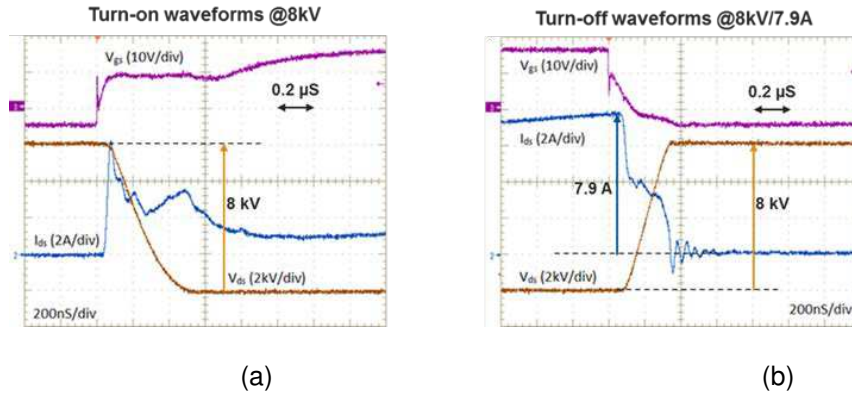 Turn-on waveforms @8kV
Vgs (10V/div)
0.2 µS
8 kV
Ids (2A/div)
Vds (2kV/div)
200nS/div
(a)
Turn-off waveforms @8kV/7.9A
Vgs (10V/div)
0.2 µS
Ids (2A/div)
7.9 A
8 kV
Vds (2kV/div)
200nS/div
(b)